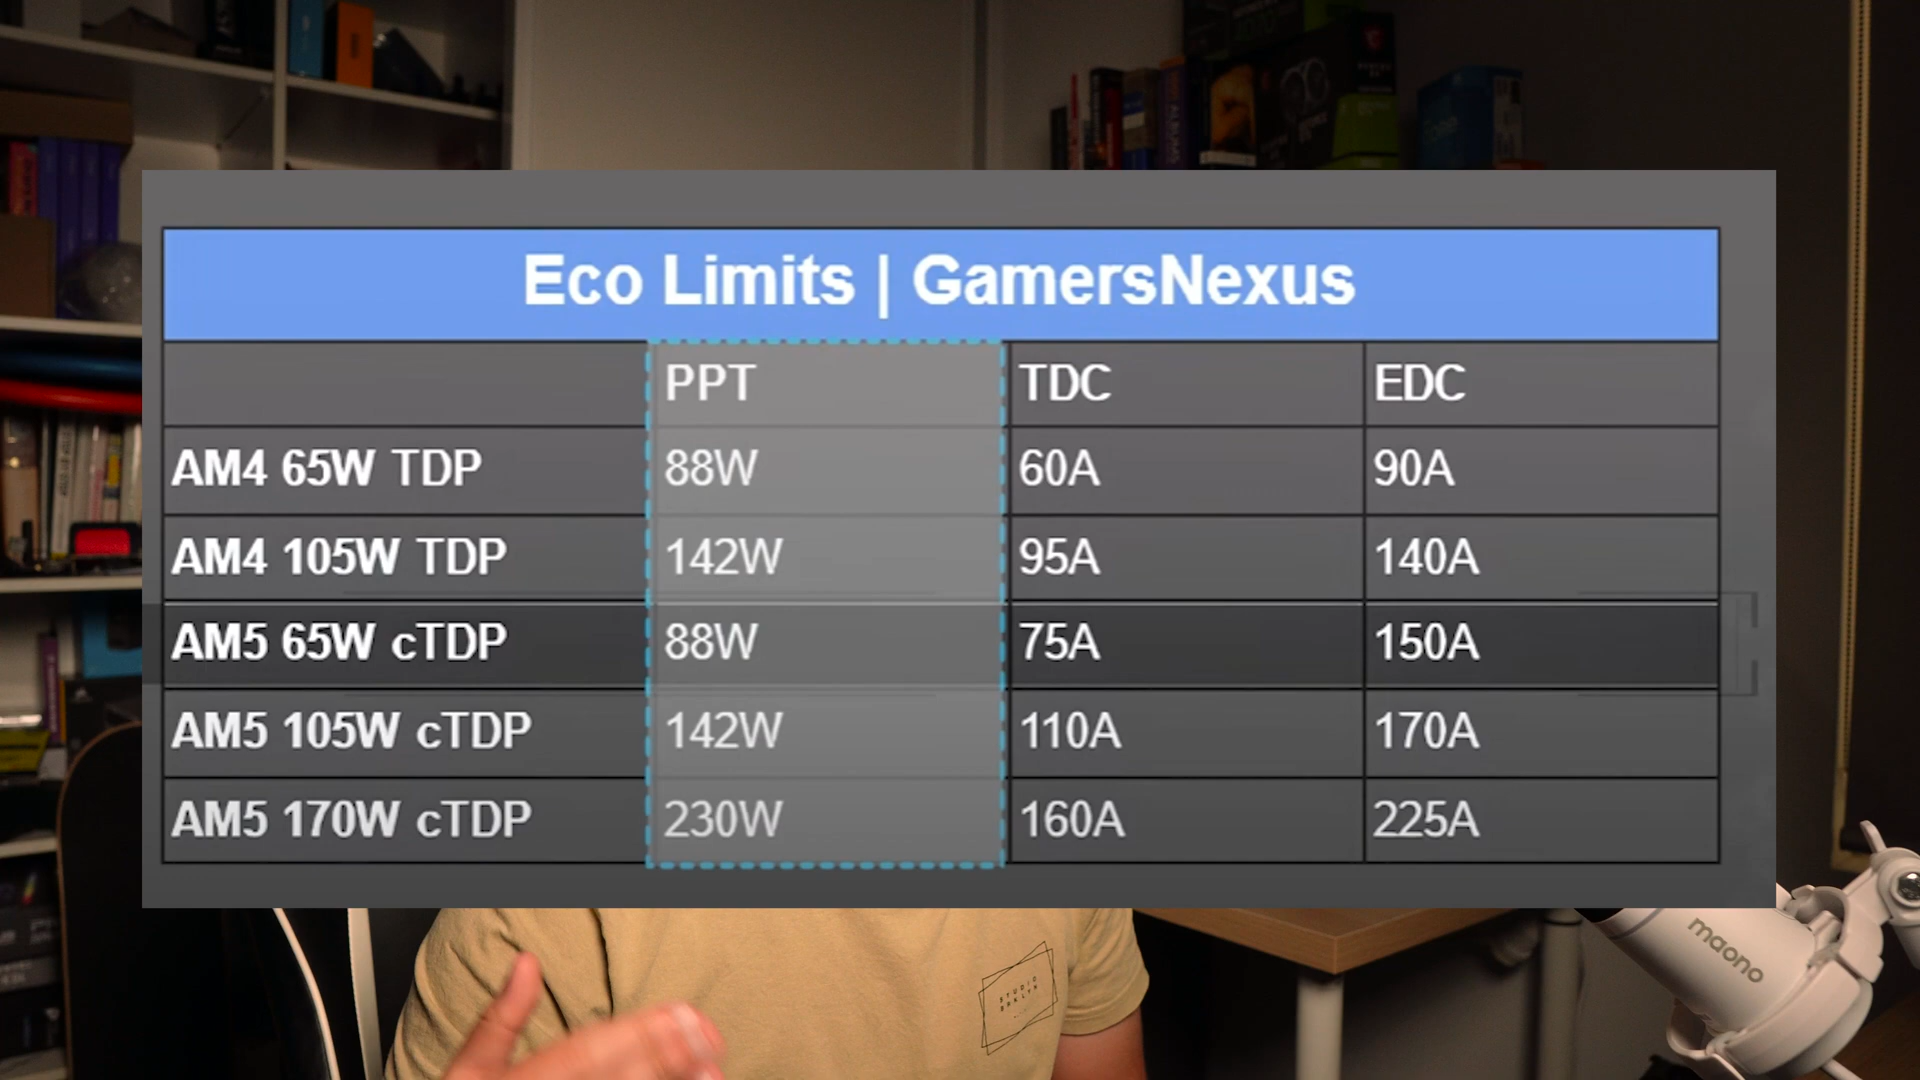 Eco Limits | GamersNexus
PPT TDC EDC
AM4 65W TDP 88W 60A 90A
AM4 105W TDP 142W 95A 140A
AM5 65W cTDP 88W 75A 150A
AM5 105W cTDP 142W 110A 170A
AM5 170W cTDP 230W 160A 225A
maono
STUDIO